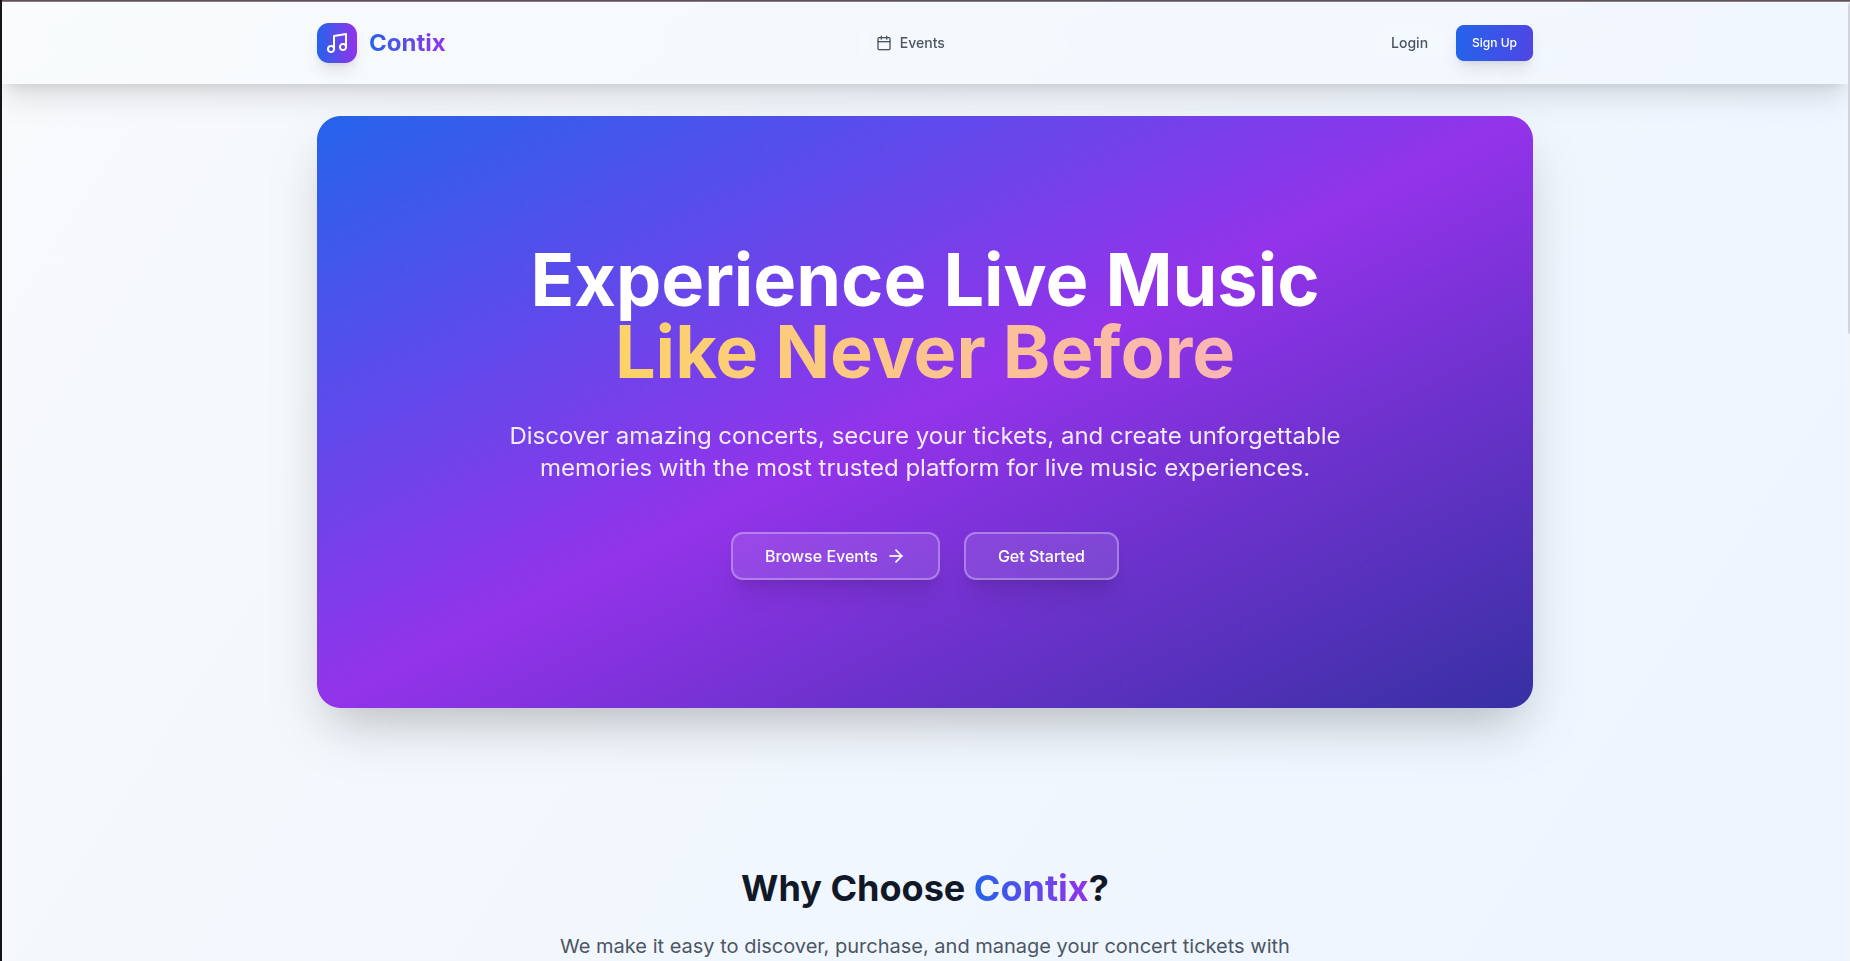 Contix
Events
Login
Sign Up
Experience Live Music
Like Never Before
Discover amazing concerts, secure your tickets, and create unforgettable
memories with the most trusted platform for live music experiences.
Browse Events
Get Started
Why Choose Contix?
We make it easy to discover, purchase, and manage your concert tickets with